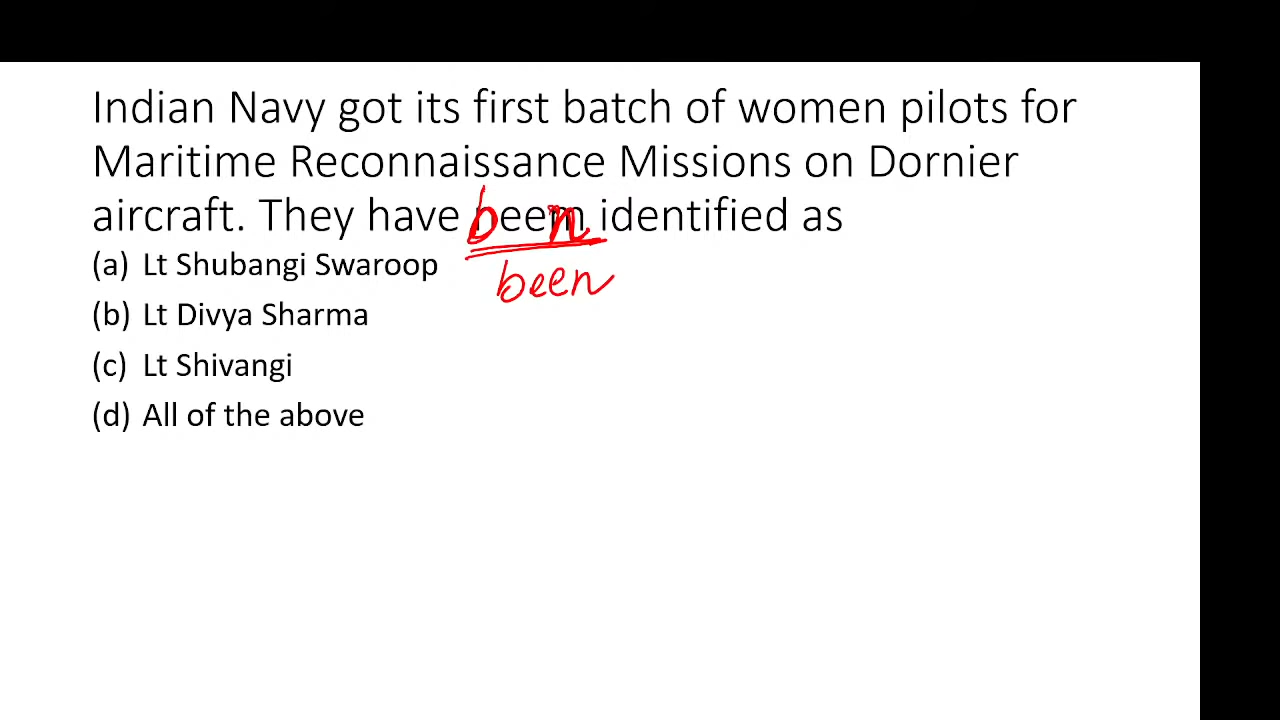 Indian Navy got its first batch of women pilots for
Maritime Reconnaissance Missions on Dornier
aircraft. They have been identified as
been
(a) Lt Shubangi Swaroop
(b) Lt Divya Sharma
(c) Lt Shivangi
(d) All of the above